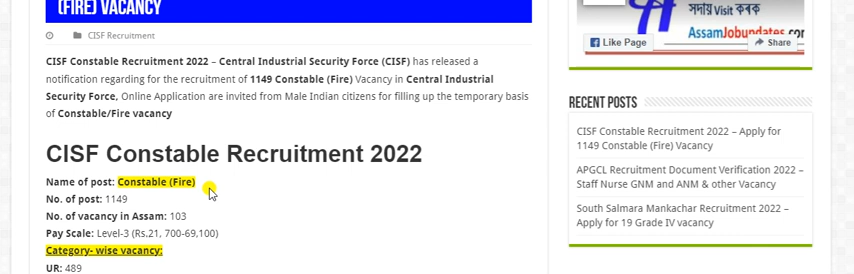 (FIRE) VACANCY
CISF Recruitment
CISF Constable Recruitment 2022 – Central Industrial Security Force (CISF) has released a
notification regarding for the recruitment of 1149 Constable (Fire) Vacancy in Central Industrial
Security Force, Online Application are invited from Male Indian citizens for filling up the temporary basis
of Constable/Fire vacancy
CISF Constable Recruitment 2022
Name of post: Constable (Fire)
No. of post: 1149
No. of vacancy in Assam: 103
Pay Scale: Level-3 (Rs.21, 700-69,100)
Category- wise vacancy:
UR: 489
সদায় Visit কৰক
AssamJobupdates.com
Like Page
Share
RECENT POSTS
CISF Constable Recruitment 2022 – Apply for
1149 Constable (Fire) Vacancy
APGCL Recruitment Document Verification 2022 –
Staff Nurse GNM and ANM & other Vacancy
South Salmara Mankachar Recruitment 2022 –
Apply for 19 Grade IV vacancy